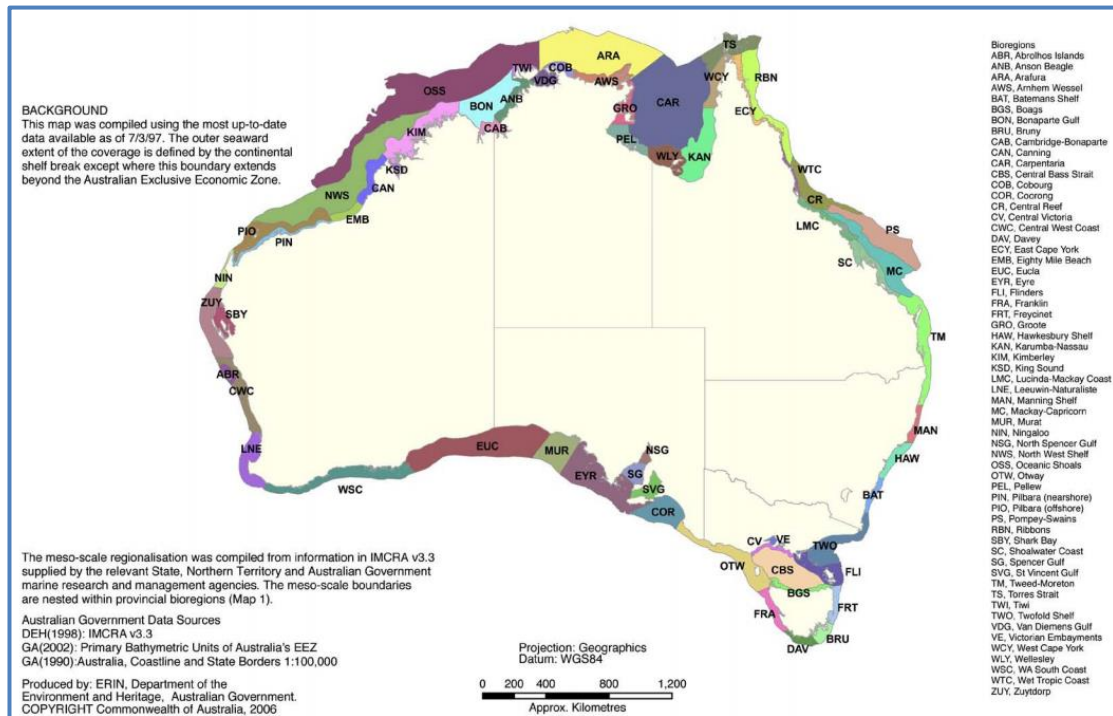 BACKGROUND
This map was compiled using the most up-to-date
data available as of 7/3/97. The outer seaward
extent of the coverage is defined by the continental
shelf break except where this boundary extends
beyond the Australian Exclusive Economic Zone.
TS
ARA
TWI
COB
VDG
AWS
WCY
RBN
OSS
ANB
BON
GRO
CAR
ECY
KIM
CAB
PEL
WLY
KAN
KSD
WTC
CAN
NWS
CR
EMB
LMC
PS
PIO
PIN
SC
MC
NIN
ZUY
SBY
TM
ABR
CWC
MAN
LNE
EUC
MUR
NSG
HAW
EYR
SG
SVG
WSC
BAT
COR
CV
VE
TWO
OTW
CBS
FLI
BGS
FRA
FRT
BRU
DAV
The meso-scale regionalisation was compiled from information in IMCRA v3.3
supplied by the relevant State, Northern Territory and Australian Government
marine research and management agencies. The meso-scale boundaries
are nested within provincial bioregions (Map 1).
Australian Government Data Sources
DEH(1998): IMCRA v3.3
GA(2002): Primary Bathymetric Units of Australia's EEZ
GA(1990):Australia, Coastline and State Borders 1:100,000
Produced by: ERIN, Department of the
Environment and Heritage, Australian Government.
COPYRIGHT Commonwealth of Australia, 2006
Projection: Geographics
Datum: WGS84
0 200 400 800 1,200
Approx. Kilometres
Bioregions
ABR, Abrolhos Islands
ANB, Anson Beagle
ARA, Arafura
AWS, Arnhem Wessel
BAT, Batemans Shelf
BGS, Boags
BON, Bonaparte Gulf
BRU, Bruny
CAB, Cambridge-Bonaparte
CAN, Canning
CAR, Carpentaria
CBS, Central Bass Strait
COB, Cobourg
COR, Coorong
CR, Central Reef
CV, Central Victoria
CWC, Central West Coast
DAV, Davey
ECY, East Cape York
EMB, Eighty Mile Beach
EUC, Eucla
EYR, Eyre
FLI, Flinders
FRA, Franklin
FRT, Freycinet
GRO, Groote
HAW, Hawkesbury Shelf
KAN, Karumba-Nassau
KIM, Kimberley
KSD, King Sound
LMC, Lucinda-Mackay Coast
LNE, Leeuwin-Naturaliste
MAN, Manning Shelf
MC, Mackay-Capricorn
MUR, Murat
NIN, Ningaloo
NSG, North Spencer Gulf
NWS, North West Shelf
OSS, Oceanic Shoals
OTW, Otway
PEL, Pellew
PIN, Pilbara (nearshore)
PIO, Pilbara (offshore)
PS, Pompey-Swains
RBN, Ribbons
SBY, Shark Bay
SC, Shoalwater Coast
SG, Spencer Gulf
SVG, St Vincent Gulf
TM, Tweed-Moreton
TS, Torres Strait
TWI, Tiwi
TWO, Twofold Shelf
VDG, Van Diemens Gulf
VE, Victorian Embayments
WCY, West Cape York
WLY, Wellesley
WSC, WA South Coast
WTC, Wet Tropic Coast
ZUY, Zuytdorp